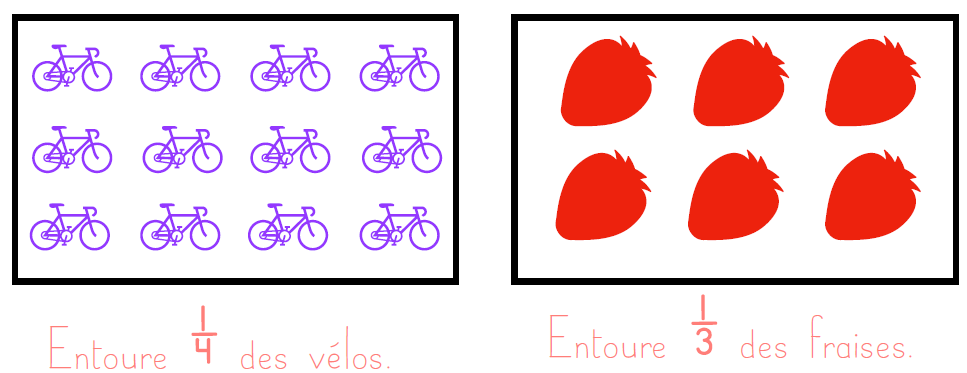 Entoure 1/4 des vélos.
Entoure 1/3 des fraises.